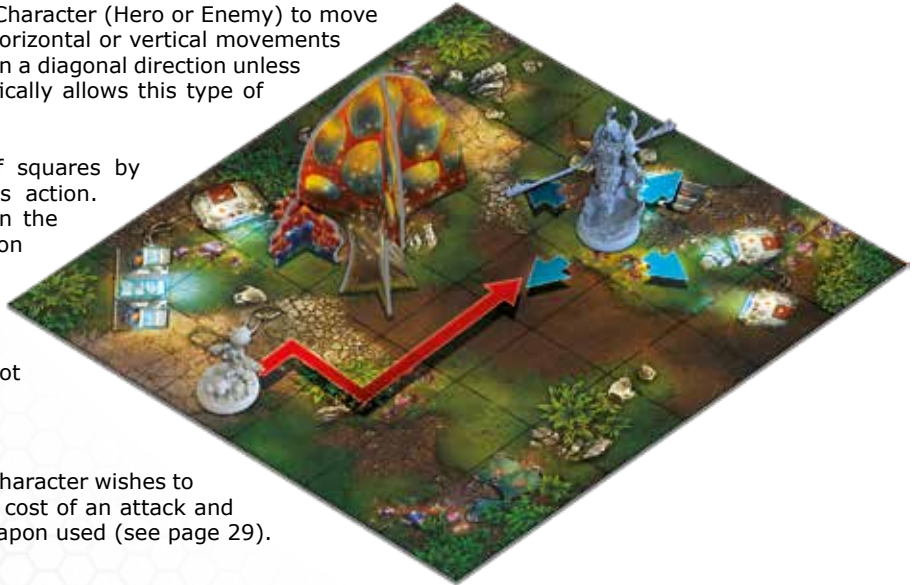 Character (Hero or Enemy) to move
orizontal or vertical movements
n a diagonal direction unless
ically allows this type of
f squares by
s action.
n the
on
ot
haracter wishes to
cost of an attack and
apon used (see page 29).